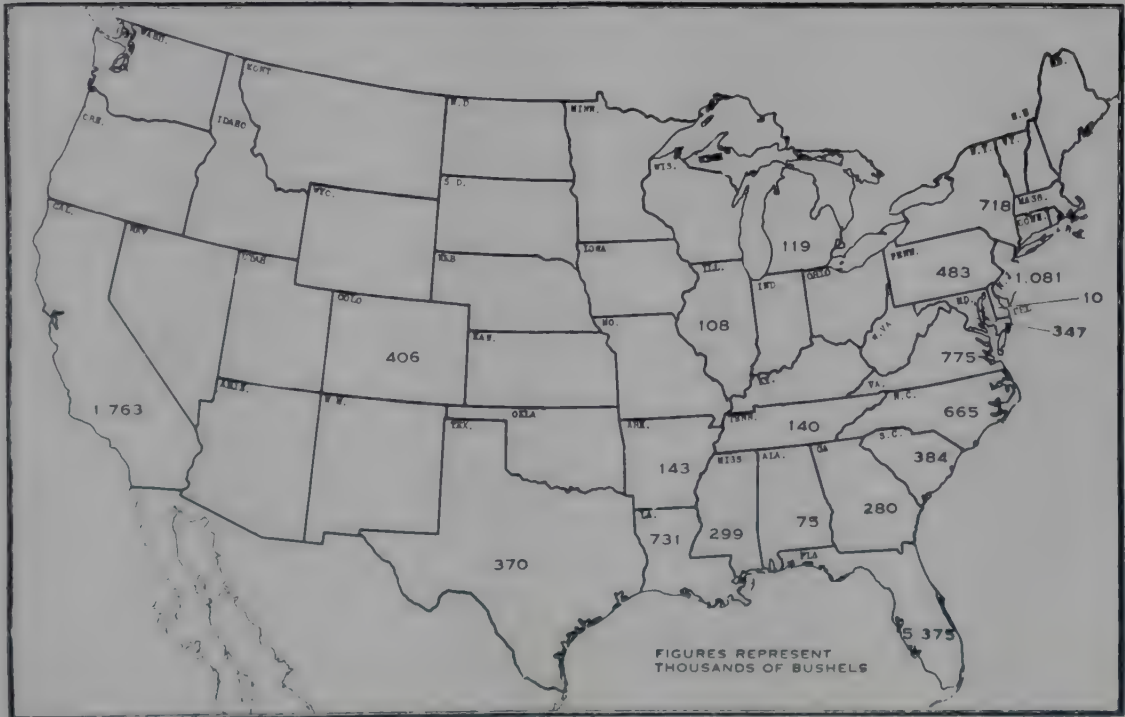 WASH.
MONT
N.D
MINN.
ORE.
IDAHO
N.Y.
VT.
WIS.
S.D.
WYO.
718
MASS.
CONN.
CAL.
NEV
119
IOWA
UTAH
NEB
ILL.
OHIO
PENN.
483
1.081
IND
COLO
MD.
10
DEL
MO.
108
W.VA
347
KAN.
406
775
KY.
VA.
ARIZ.
N.C.
1 763
N.M.
OKLA
TENN.
665
TEX.
ARK.
140
S.C.
MISS
ALA.
GA
384
143
280
LA.
75
731
299
FLA
370
5 375
FIGURES REPRESENT
THOUSANDS OF BUSHELS